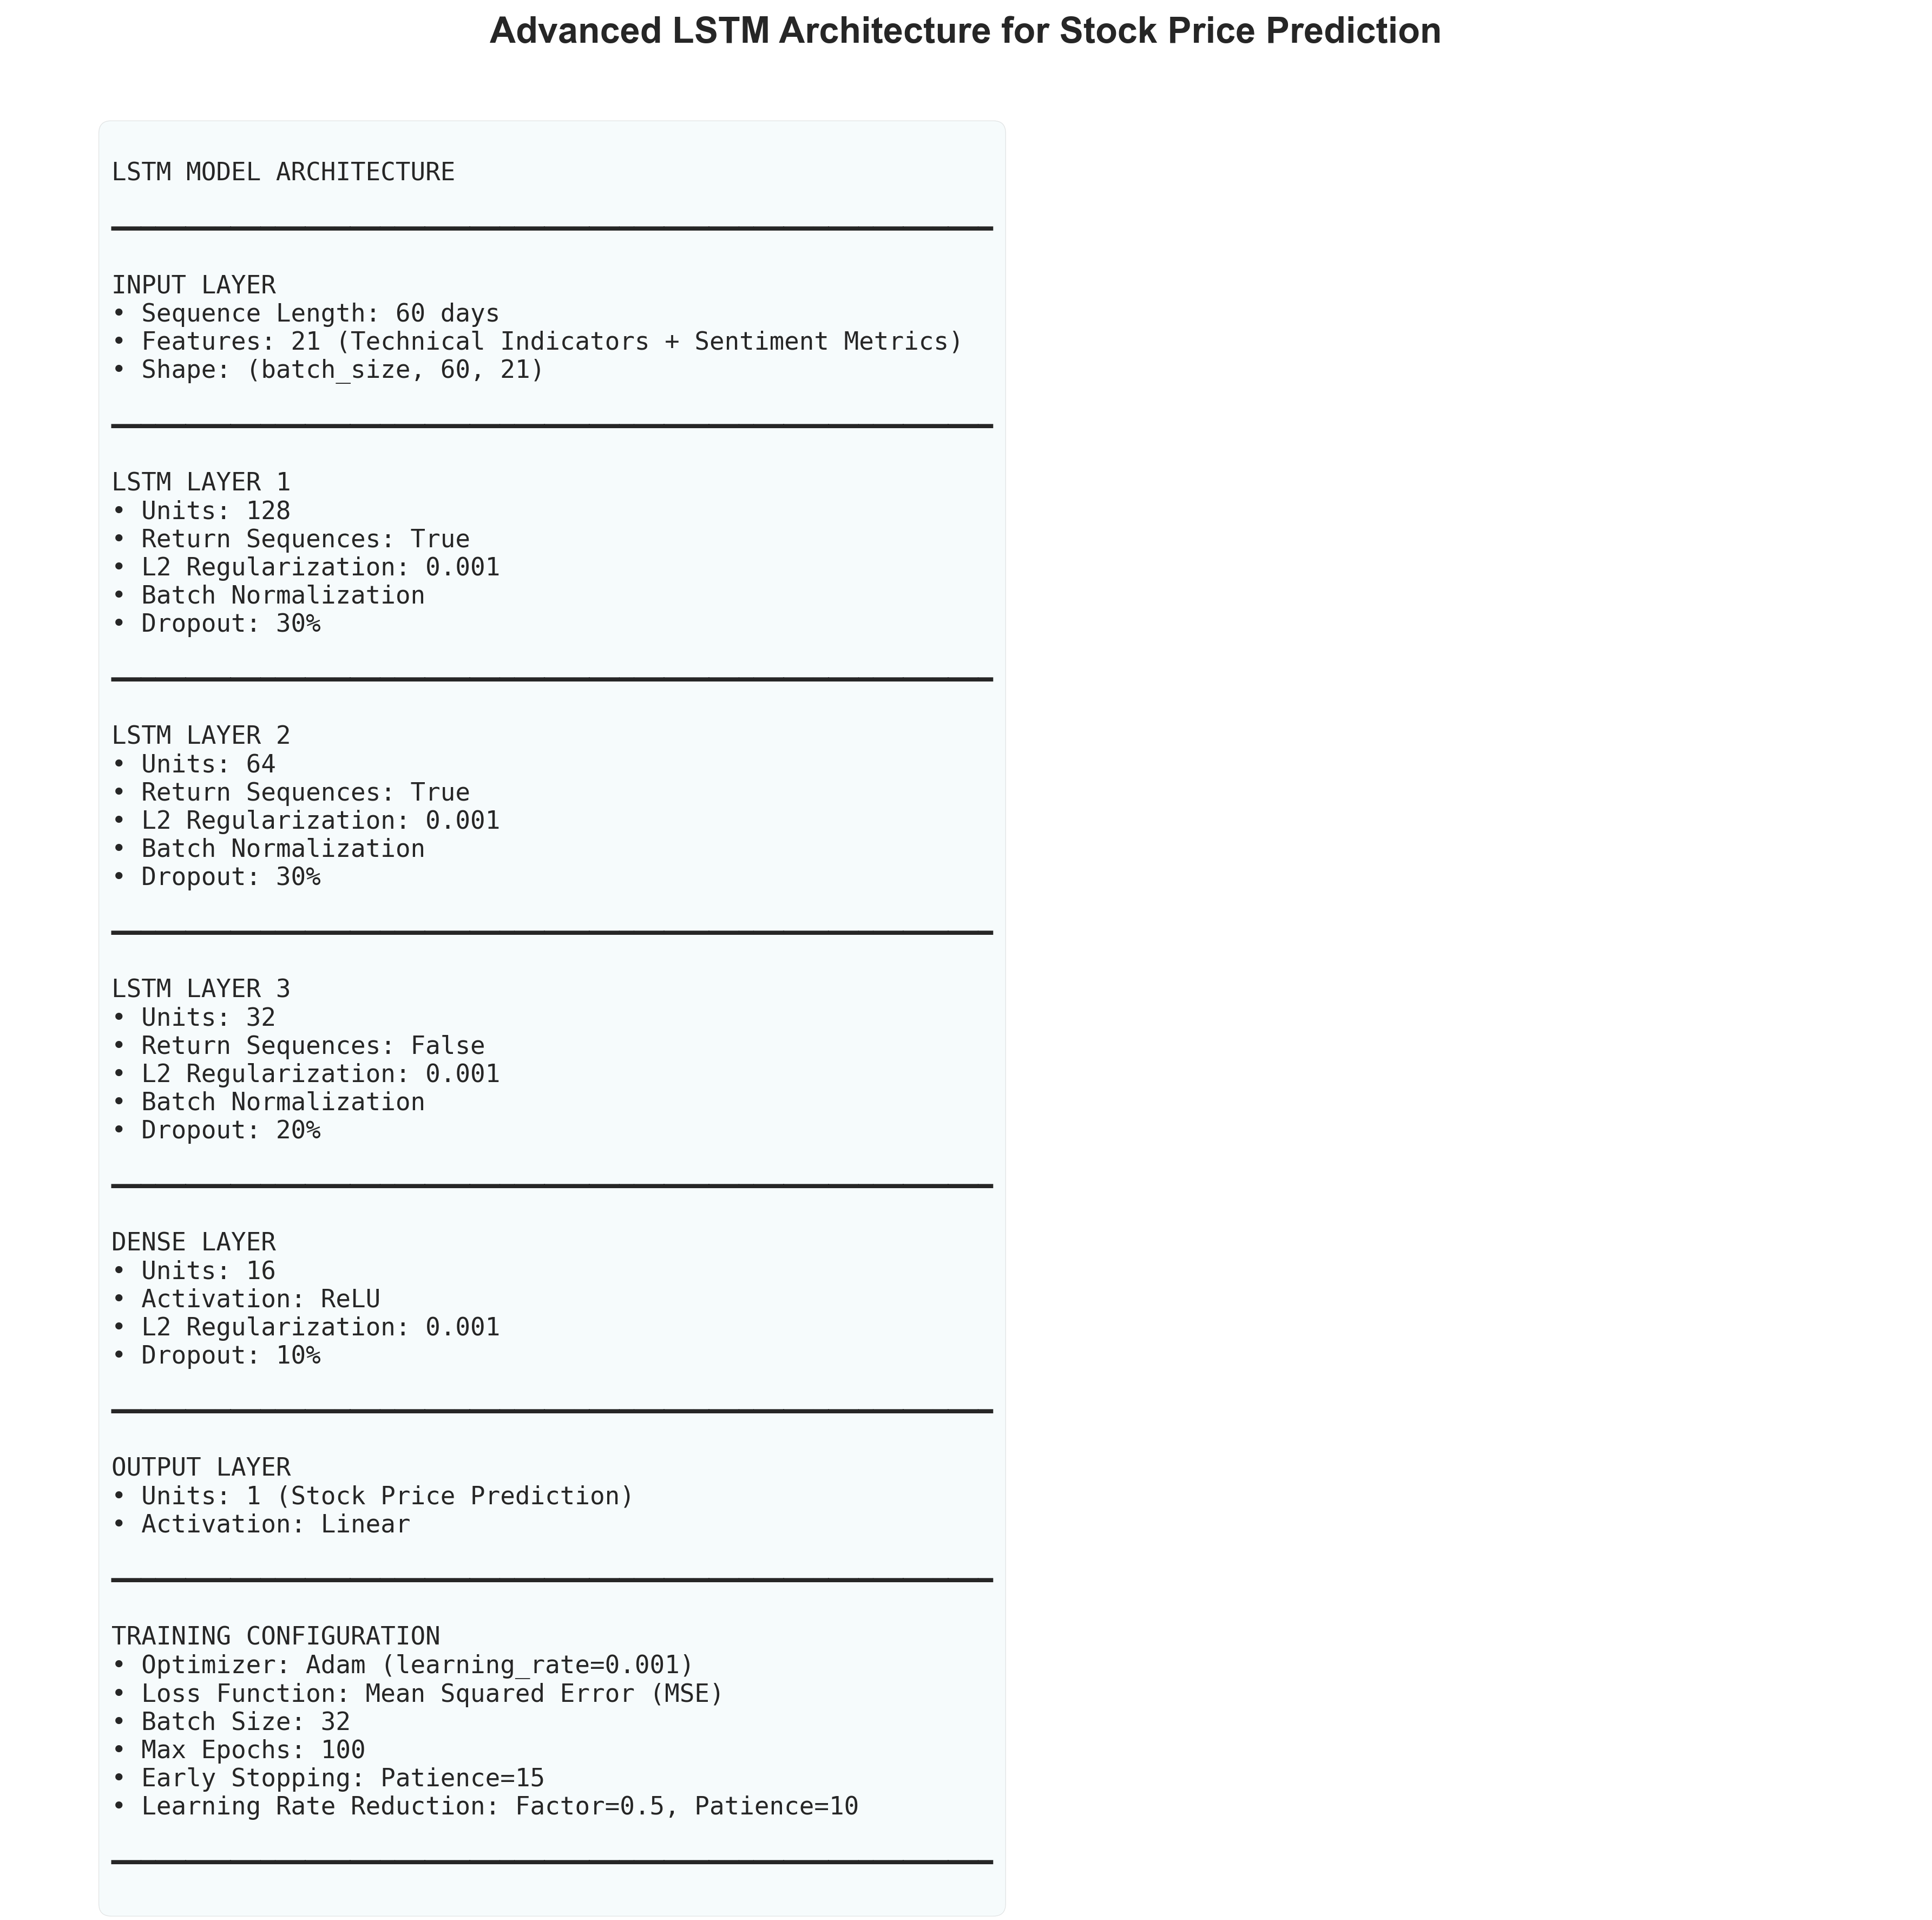 Advanced LSTM Architecture for Stock Price Prediction
LSTM MODEL ARCHITECTURE
INPUT LAYER
• Sequence Length: 60 days
• Features: 21 (Technical Indicators + Sentiment Metrics)
• Shape: (batch_size, 60, 21)
LSTM LAYER 1
• Units: 128
• Return Sequences: True
• L2 Regularization: 0.001
• Batch Normalization
• Dropout: 30%
LSTM LAYER 2
• Units: 64
• Return Sequences: True
• L2 Regularization: 0.001
• Batch Normalization
• Dropout: 30%
LSTM LAYER 3
• Units: 32
• Return Sequences: False
• L2 Regularization: 0.001
• Batch Normalization
• Dropout: 20%
DENSE LAYER
• Units: 16
• Activation: ReLU
• L2 Regularization: 0.001
• Dropout: 10%
OUTPUT LAYER
• Units: 1 (Stock Price Prediction)
• Activation: Linear
TRAINING CONFIGURATION
• Optimizer: Adam (learning_rate=0.001)
• Loss Function: Mean Squared Error (MSE)
• Batch Size: 32
• Max Epochs: 100
• Early Stopping: Patience=15
• Learning Rate Reduction: Factor=0.5, Patience=10